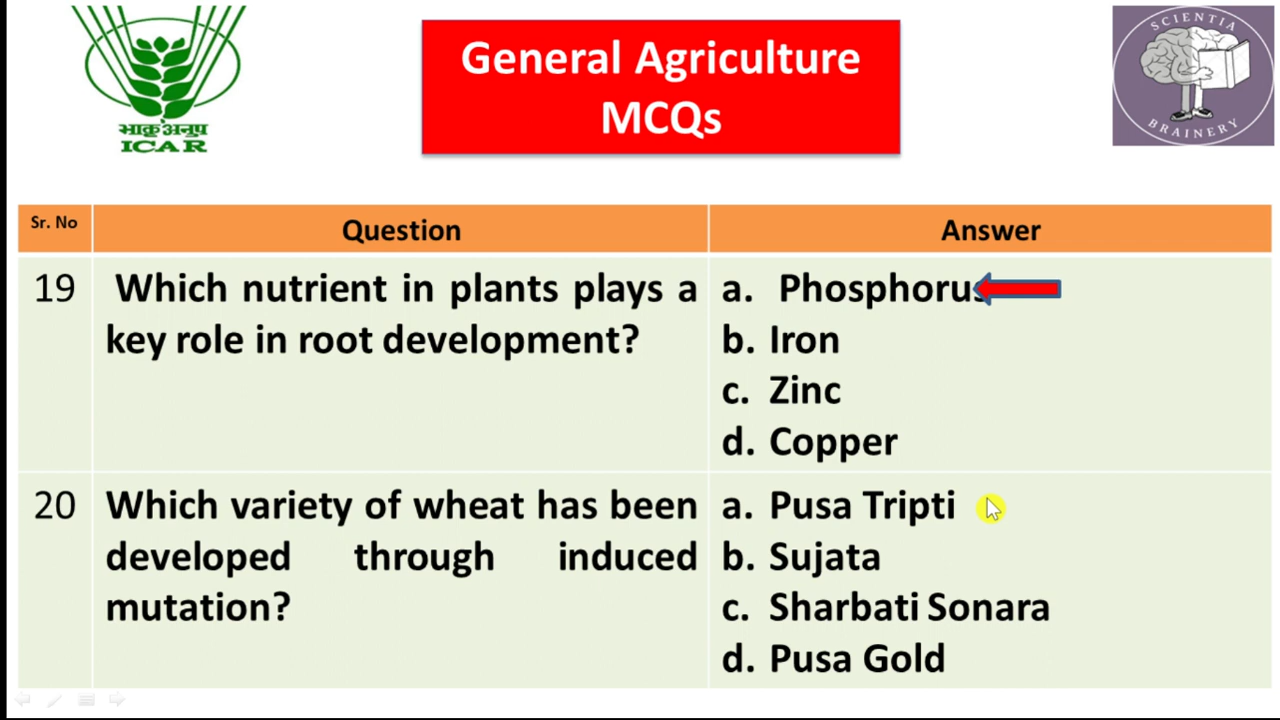 भाकृअनुप
ICAR
General Agriculture
MCQs
SCIENTIA
BRAINERY
Sr. No
Question
Answer
19
Which nutrient in plants plays a
key role in root development?
a. Phosphorus
b. Iron
c. Zinc
d. Copper
20
Which variety of wheat has been
developed through induced
mutation?
a. Pusa Tripti
b. Sujata
c. Sharbati Sonara
d. Pusa Gold